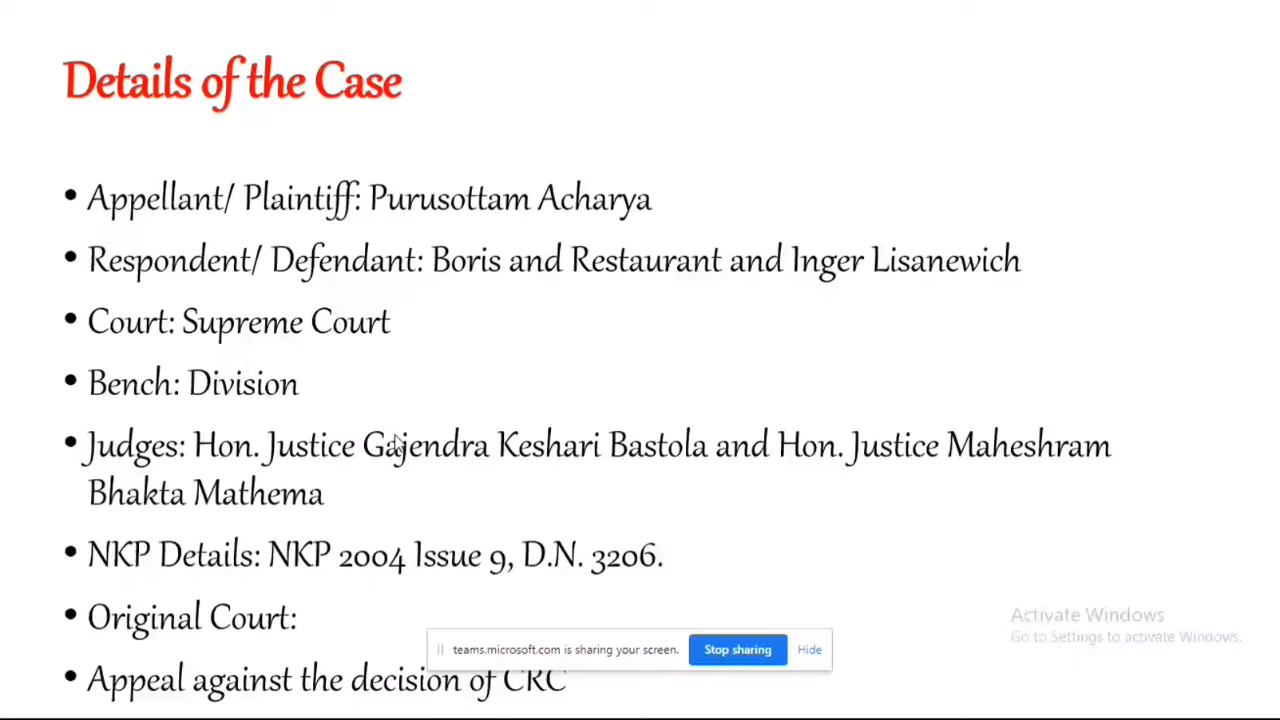 Details of the Case
• Appellant/ Plaintiff: Purusottam Acharya
• Respondent/ Defendant: Boris and Restaurant and Inger Lisanewich
• Court: Supreme Court
• Bench: Division
• Judges: Hon. Justice Gajendra Keshari Bastola and Hon. Justice Maheshram
Bhakta Mathema
• NKP Details: NKP 2004 Issue 9, D.N. 3206.
• Original Court:
Activate Windows
Go to Settings to activate Windows.
teams.microsoft.com is sharing your screen. Stop sharing Hide
• Appeal against the decision of CRC